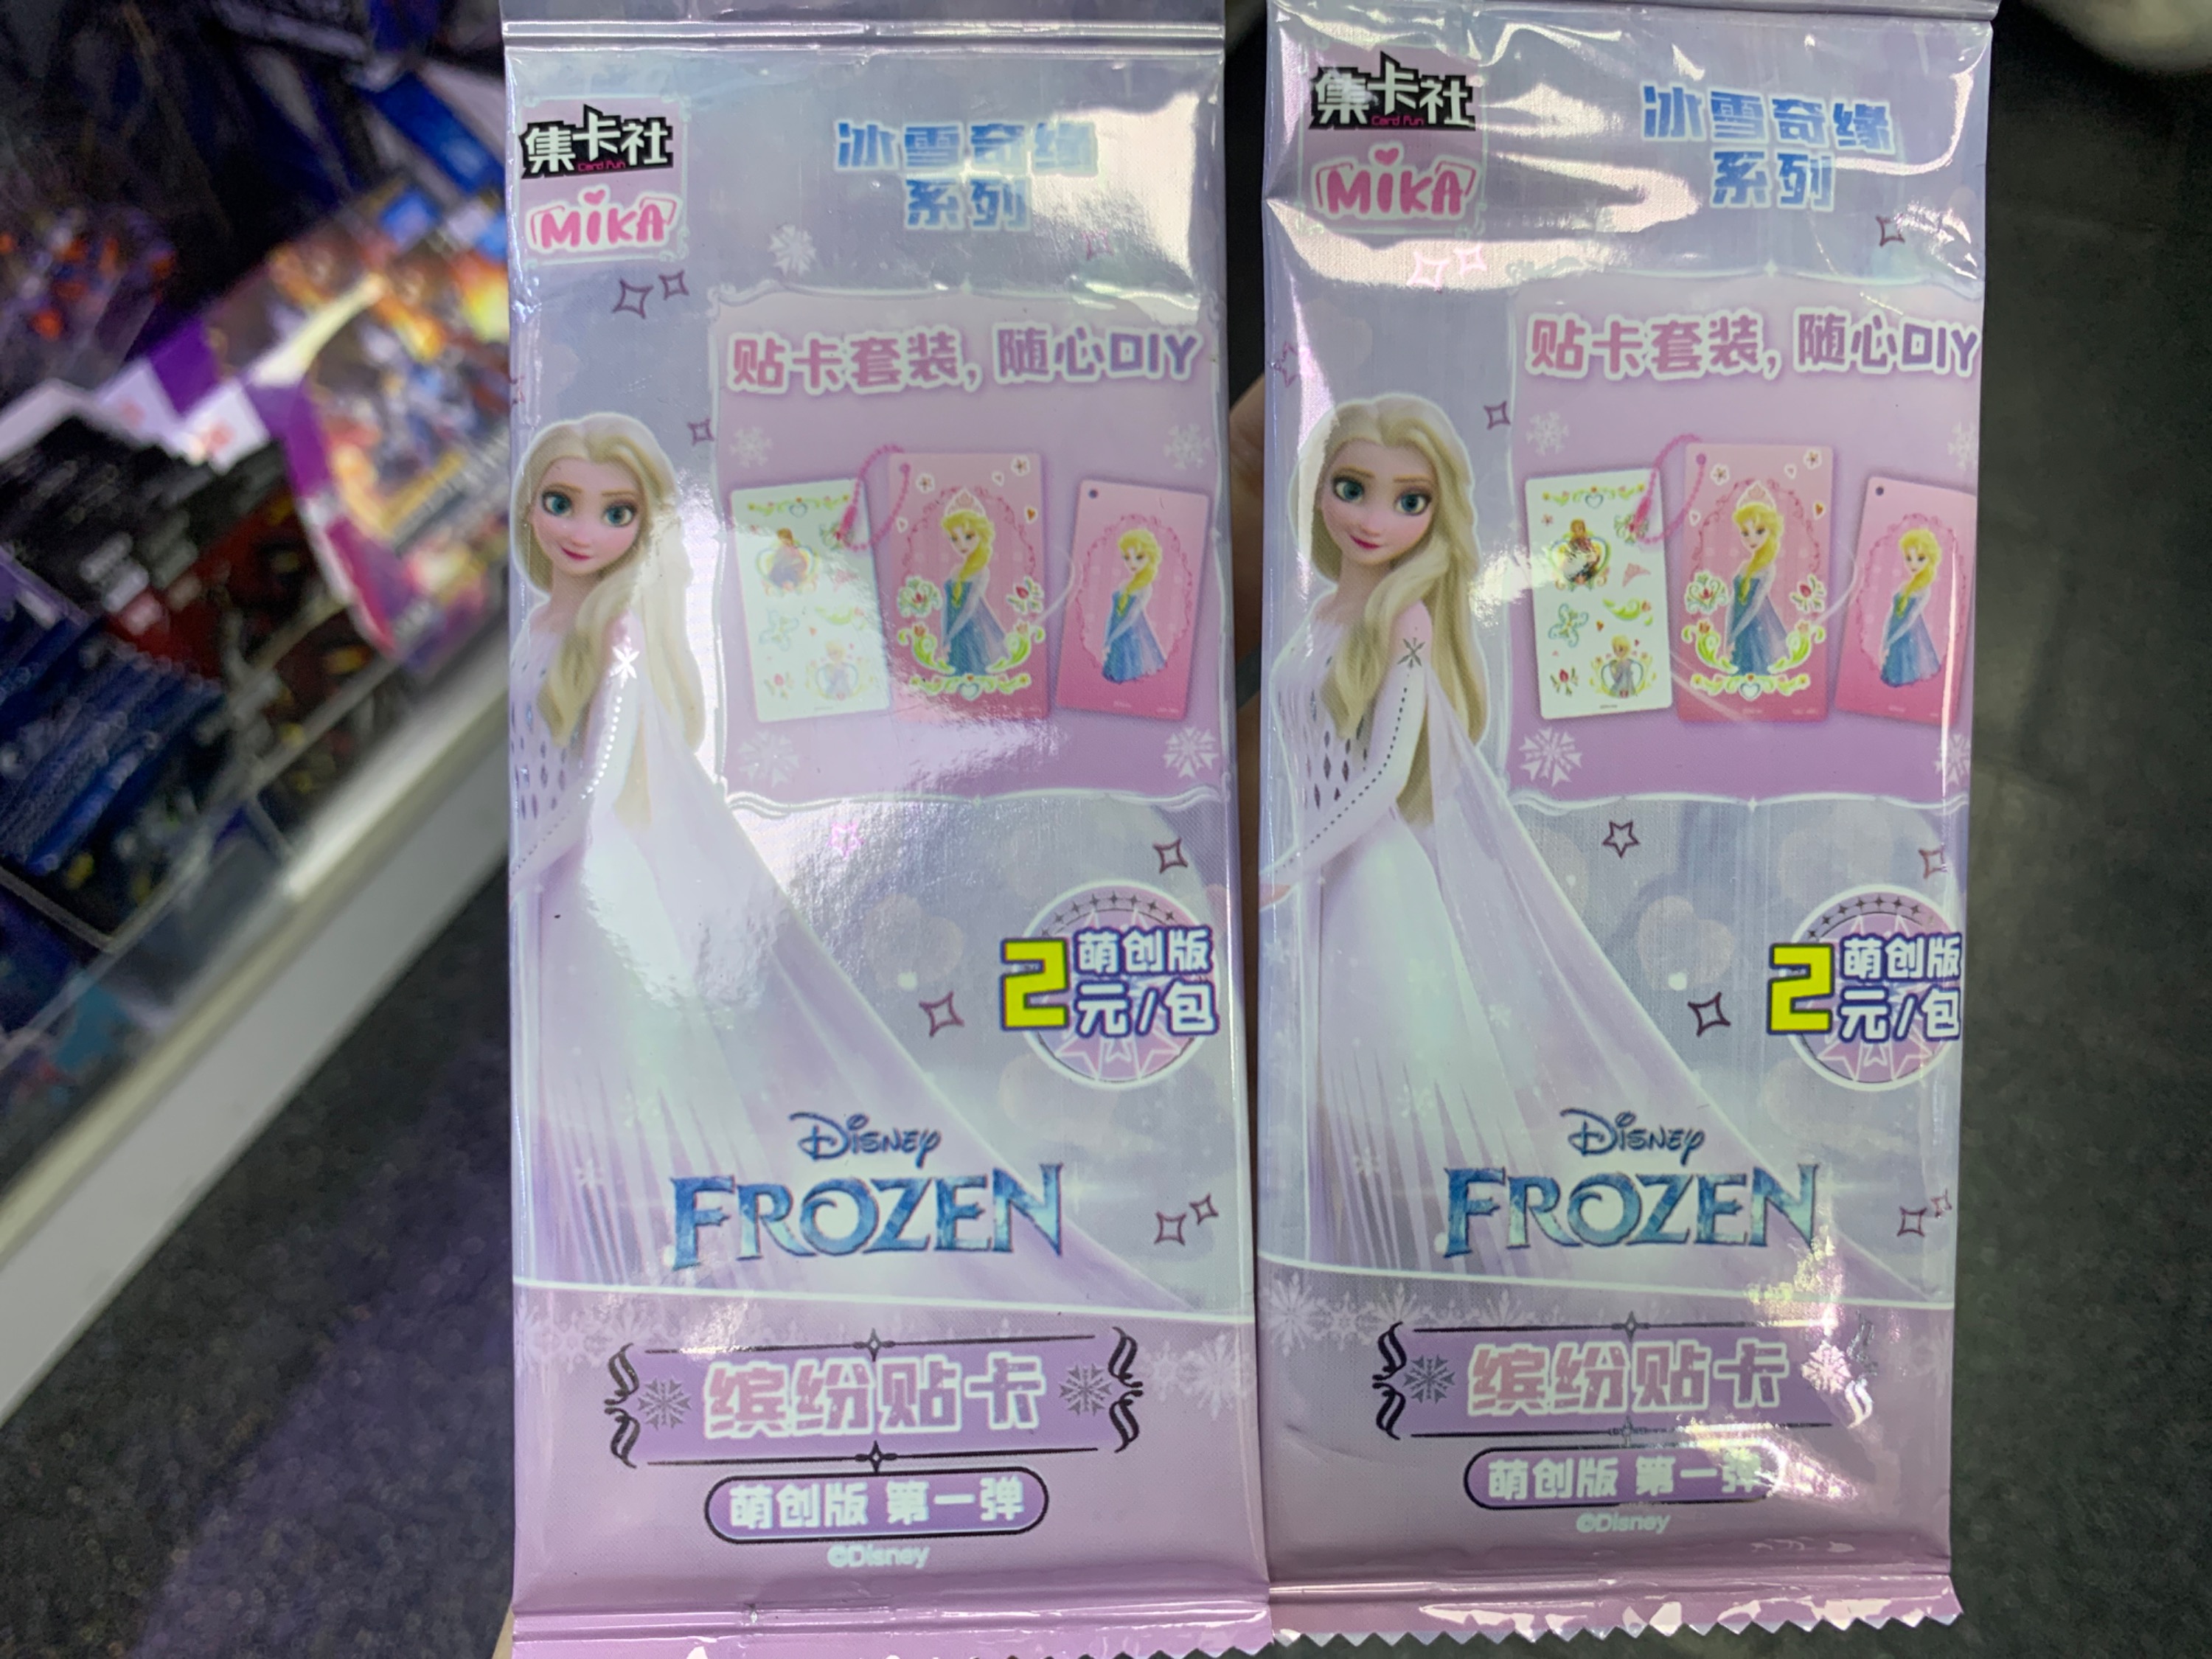 集卡社
Card Fun
MIKA
冰雪奇缘
系列
贴卡套装,随心DIY
2
萌创版
元/包
Disney
FROZEN
缤纷贴卡
萌创版 第一弹
©Disney
集卡社
Card Fun
MIKA
冰雪奇缘
系列
贴卡套装,随心DIY
2
萌创版
元/包
Disney
FROZEN
缤纷贴卡
萌创版 第一弹
©Disney